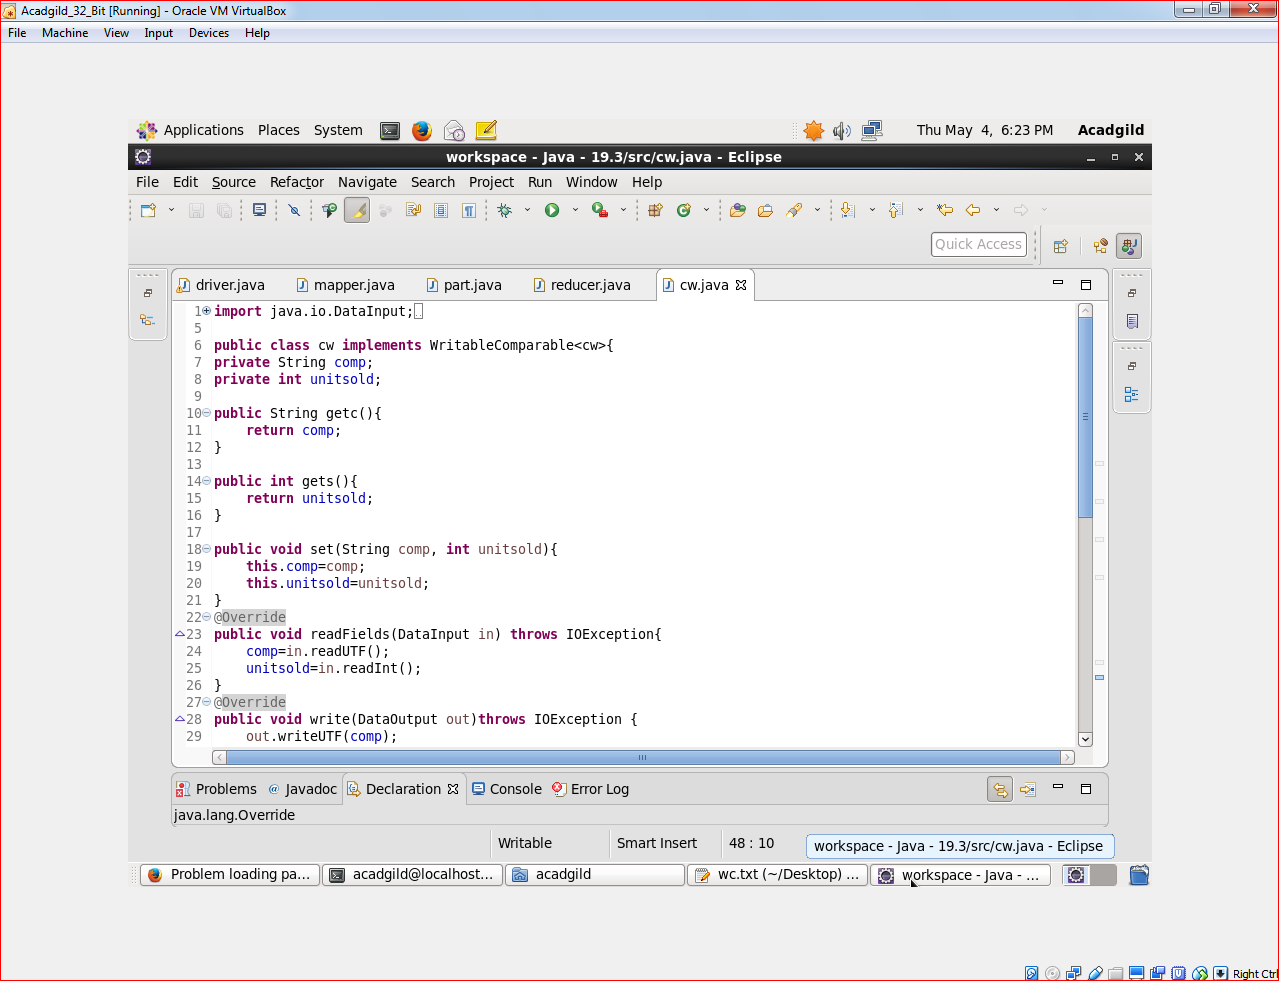 Acadgild_32_Bit [Running] - Oracle VM VirtualBox
File Machine View Input Devices Help
Applications Places System Thu May 4, 6:23 PM Acadgild
workspace - Java - 19.3/src/cw.java - Eclipse
File Edit Source Refactor Navigate Search Project Run Window Help
Quick Access
driver.java mapper.java part.java reducer.java cw.java
1 import java.io.DataInput;
5
6 public class cw implements WritableComparable<cw>{
7 private String comp;
8 private int unitsold;
9
10 public String getc(){
11 return comp;
12 }
13
14 public int gets(){
15 return unitsold;
16 }
17
18 public void set(String comp, int unitsold){
19 this.comp=comp;
20 this.unitsold=unitsold;
21 }
22 @Override
23 public void readFields(DataInput in) throws IOException{
24 comp=in.readUTF();
25 unitsold=in.readInt();
26 }
27 @Override
28 public void write(DataOutput out)throws IOException {
29 out.writeUTF(comp);
Problems Javadoc Declaration Console Error Log
java.lang.Override
Writable Smart Insert 48 : 10 workspace - Java - 19.3/src/cw.java - Eclipse
Problem loading pa... acadgild@localhost... acadgild wc.txt (~/Desktop) ... workspace - Java - ...
Right Ctrl